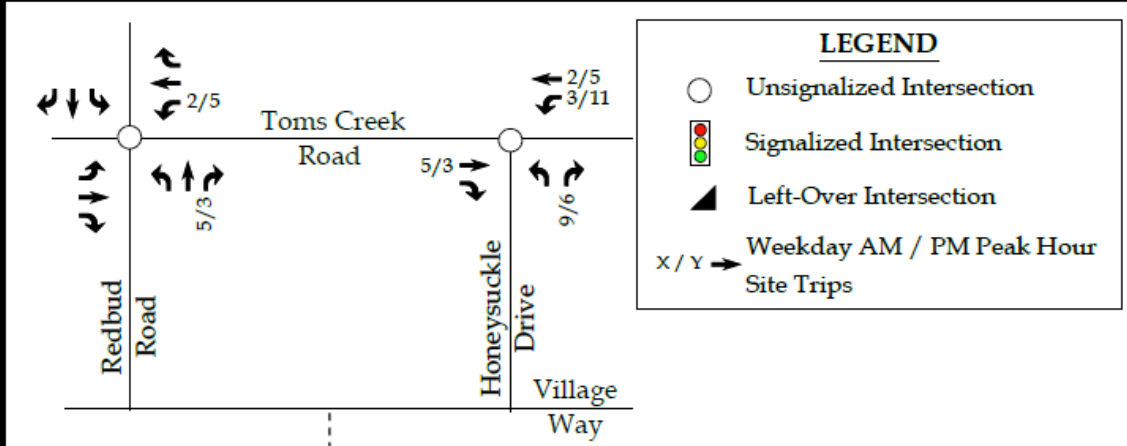 LEGEND
Unsignalized Intersection
Signalized Intersection
Left-Over Intersection
X / Y Weekday AM / PM Peak Hour
Site Trips
2/5
2/5
3/11
Toms Creek
Road
5/3
5/3
9/6
Redbud
Road
Honeysuckle
Drive
Village
Way